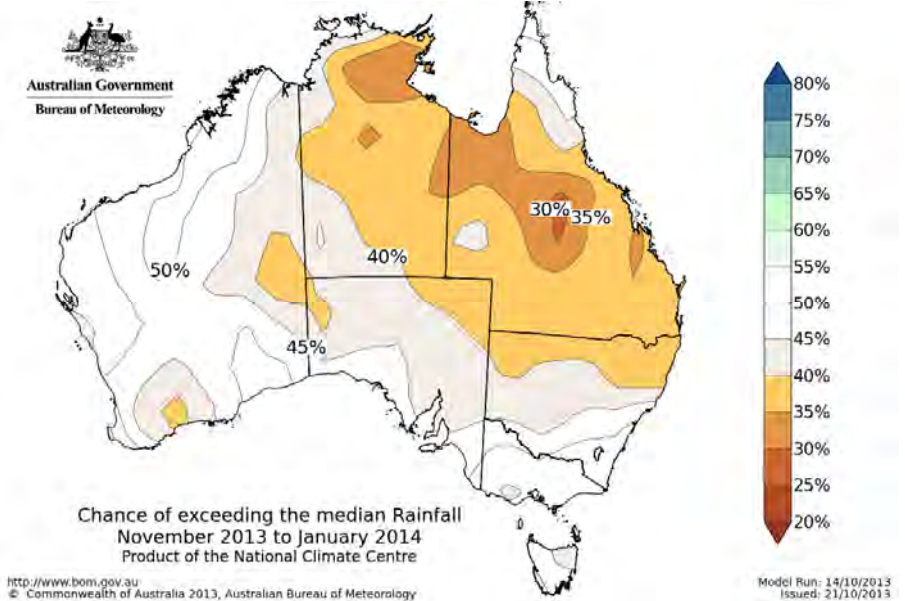 Australian Government
Bureau of Meteorology
80%
75%
70%
65%
60%
55%
50%
45%
40%
35%
30%
25%
20%
30% 35%
40%
50%
45%
Chance of exceeding the median Rainfall
November 2013 to January 2014
Product of the National Climate Centre
http://www.bom.gov.au
© Commonwealth of Australia 2013, Australian Bureau of Meteorology
Model Run: 14/10/2013
Issued: 21/10/2013